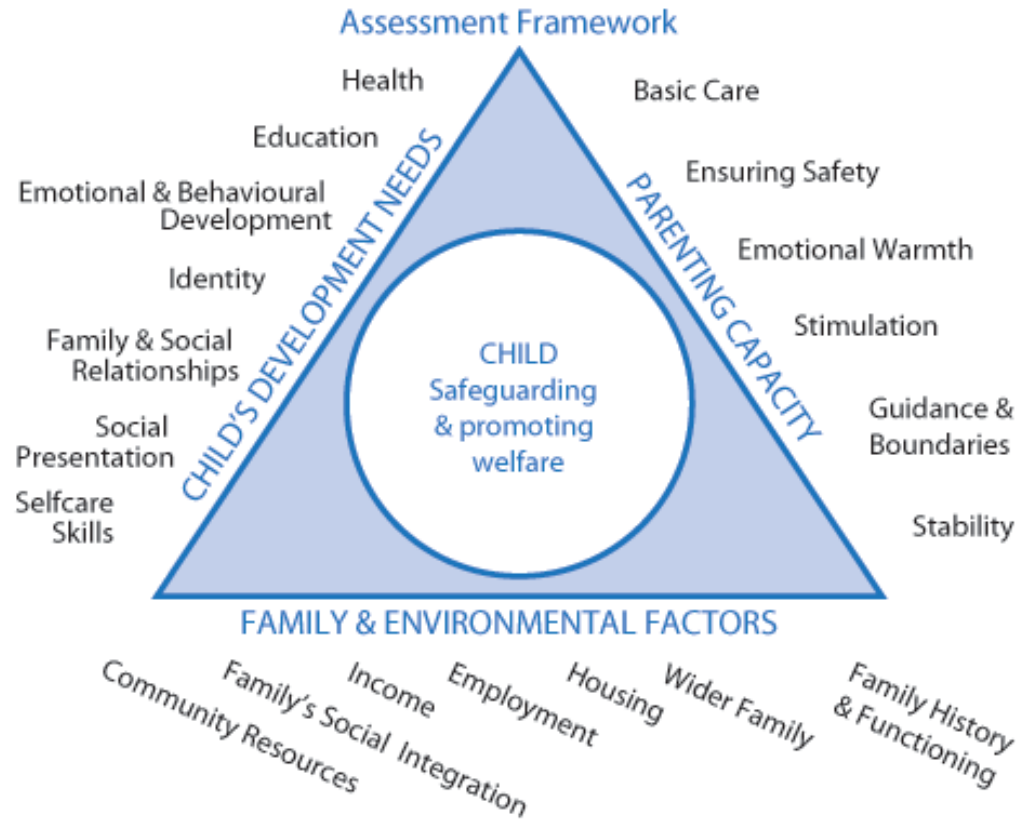 Assessment Framework
Health
Education
Emotional & Behavioural
Development
Identity
Family & Social
Relationships
Social
Presentation
Selfcare
Skills
CHILD'S DEVELOPMENT NEEDS
CHILD
Safeguarding
& promoting
welfare
PARENTING CAPACITY
Basic Care
Ensuring Safety
Emotional Warmth
Stimulation
Guidance &
Boundaries
Stability
FAMILY & ENVIRONMENTAL FACTORS
Community Resources
Family's Social Integration
Income
Employment
Housing
Wider Family
Family History
& Functioning